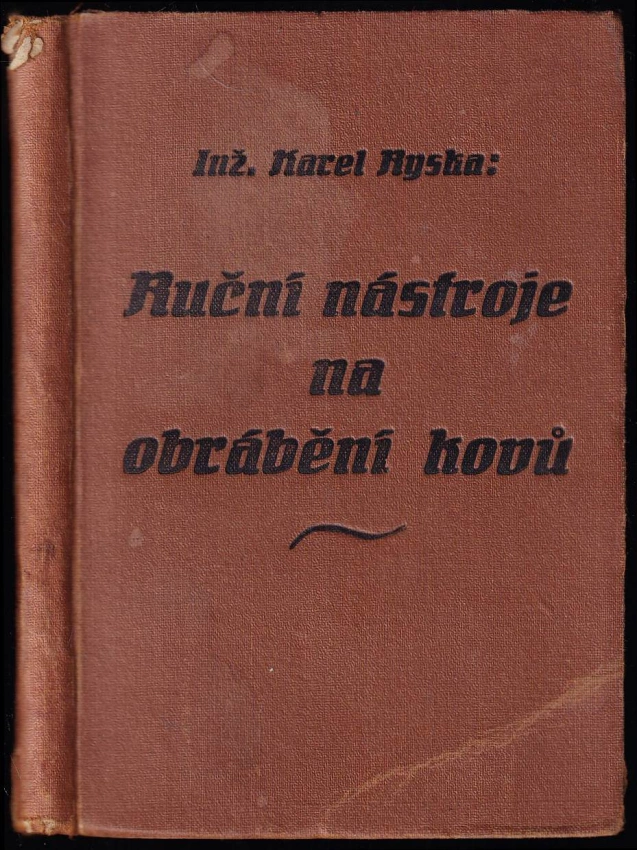 Inž. Karel Ryska:
Ruční nástroje
na
obrábění kovů